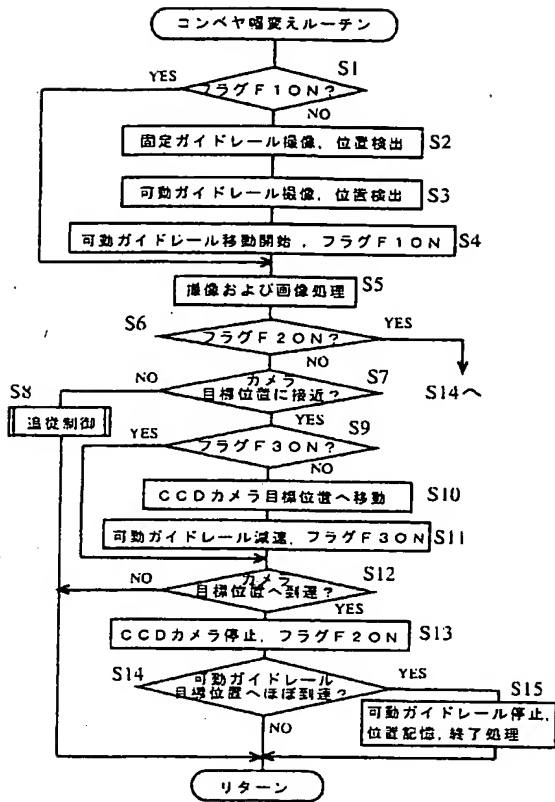 コンベヤ幅変えルーチン
S1
YES
フラグF1ON?
NO
固定ガイドレール撮像, 位置検出
S2
可動ガイドレール撮像, 位置検出
S3
可動ガイドレール移動開始, フラグF1ON
S4
撮像および画像処理
S5
S6
フラグF2ON?
YES
NO
S14へ
S7
NO
カメラ
目標位置に接近?
S8
YES
追従制御
YES
S9
フラグF3ON?
NO
CCDカメラ目標位置へ移動
S10
可動ガイドレール減速, フラグF3ON
S11
NO
カメラ
目標位置へ到達?
S12
YES
CCDカメラ停止, フラグF2ON
S13
S14
可動ガイドレール
目標位置へほぼ到達?
YES
S15
可動ガイドレール停止,
位置記憶, 終了処理
NO
リターン